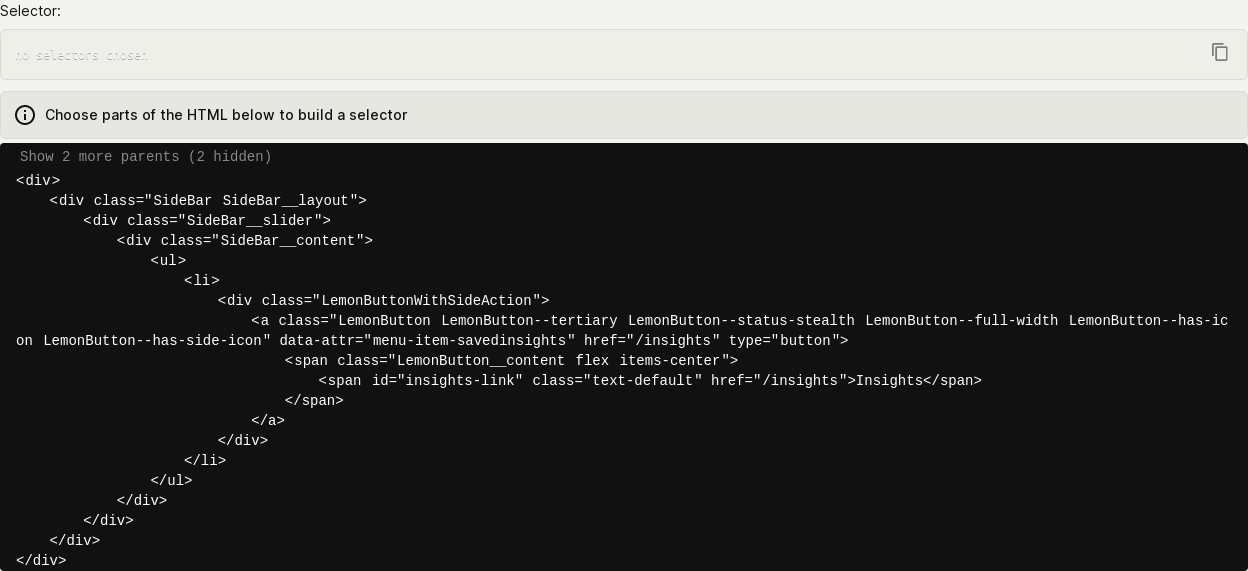 Selector:
no selectors chosen
Choose parts of the HTML below to build a selector
Show 2 more parents (2 hidden)
<div>
<div class="SideBar SideBar__layout">
<div class="SideBar__slider">
<div class="SideBar__content">
<ul>
<li>
<div class="LemonButtonWithSideAction">
<a class="LemonButton LemonButton--tertiary LemonButton--status-stealth LemonButton--full-width LemonButton--has-ic
on LemonButton--has-side-icon" data-attr="menu-item-savedinsights" href="/insights" type="button">
<span class="LemonButton__content flex items-center">
<span id="insights-link" class="text-default" href="/insights">Insights</span>
</span>
</a>
</div>
</li>
</ul>
</div>
</div>
</div>
</div>